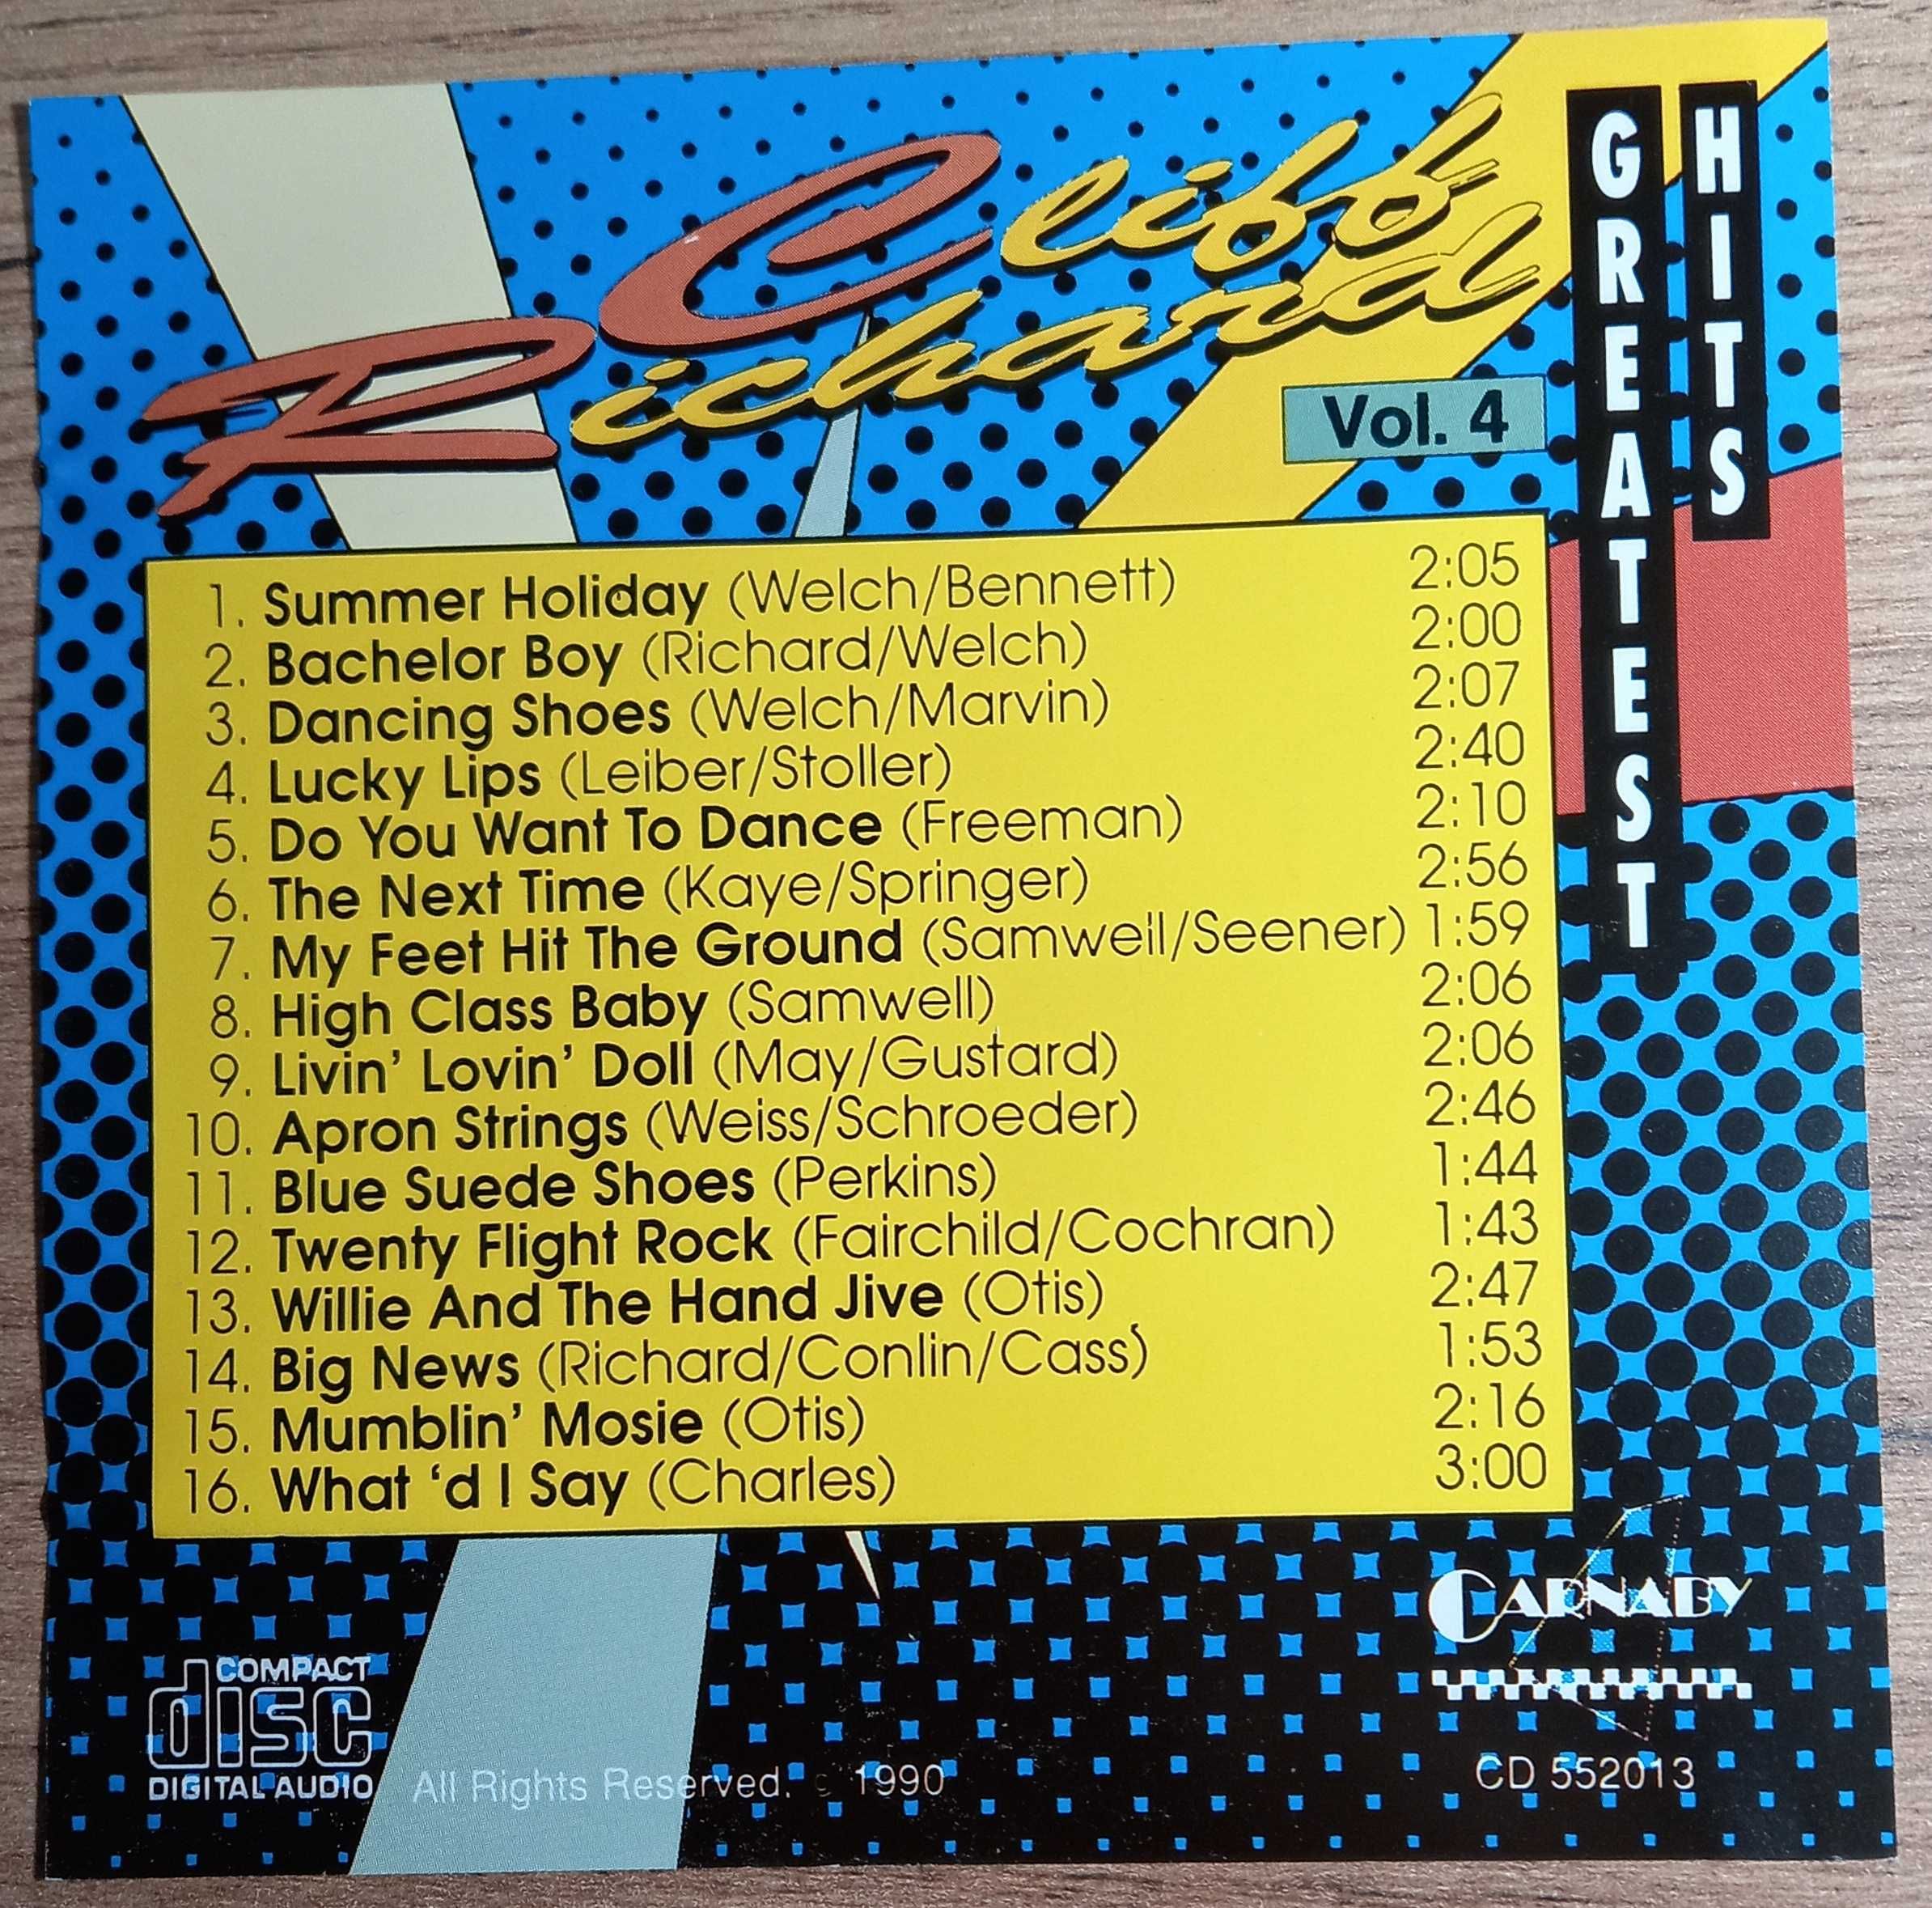 Cliff
Richard
Vol. 4
GREATEST
HITS
1. Summer Holiday (Welch/Bennett) 2:05
2. Bachelor Boy (Richard/Welch) 2:00
3. Dancing Shoes (Welch/Marvin) 2:07
4. Lucky Lips (Leiber/Stoller) 2:40
5. Do You Want To Dance (Freeman) 2:10
6. The Next Time (Kaye/Springer) 2:56
7. My Feet Hit The Ground (Samwell/Seener) 1:59
8. High Class Baby (Samwell) 2:06
9. Livin’ Lovin’ Doll (May/Gustard) 2:06
10. Apron Strings (Weiss/Schroeder) 2:46
11. Blue Suede Shoes (Perkins) 1:44
12. Twenty Flight Rock (Fairchild/Cochran) 1:43
13. Willie And The Hand Jive (Otis) 2:47
14. Big News (Richard/Conlin/Cass) 1:53
15. Mumblin’ Mosie (Otis) 2:16
16. What ‘d I Say (Charles) 3:00
CARNABY
COMPACT
disc
DIGITAL AUDIO
All Rights Reserved. © 1990
CD 552013